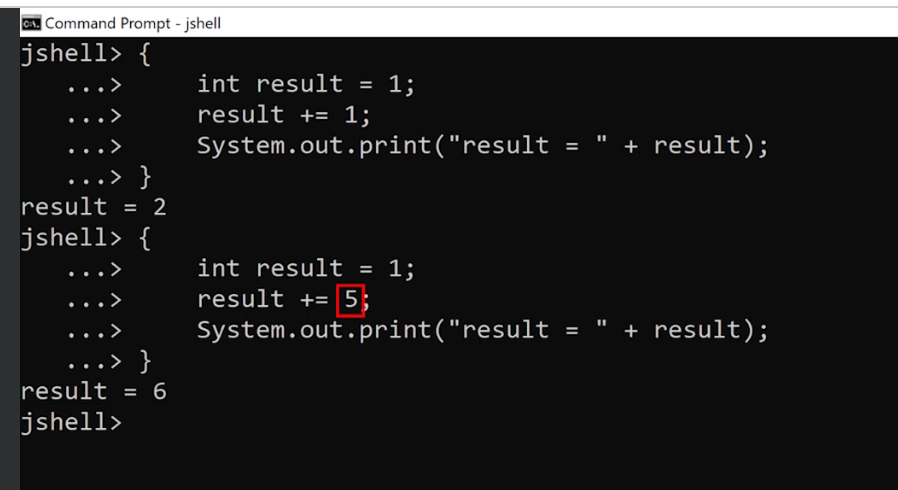 Command Prompt - jshell
jshell> {
   ...>     int result = 1;
   ...>     result += 1;
   ...>     System.out.print("result = " + result);
   ...> }
result = 2
jshell> {
   ...>     int result = 1;
   ...>     result += 5;
   ...>     System.out.print("result = " + result);
   ...> }
result = 6
jshell>